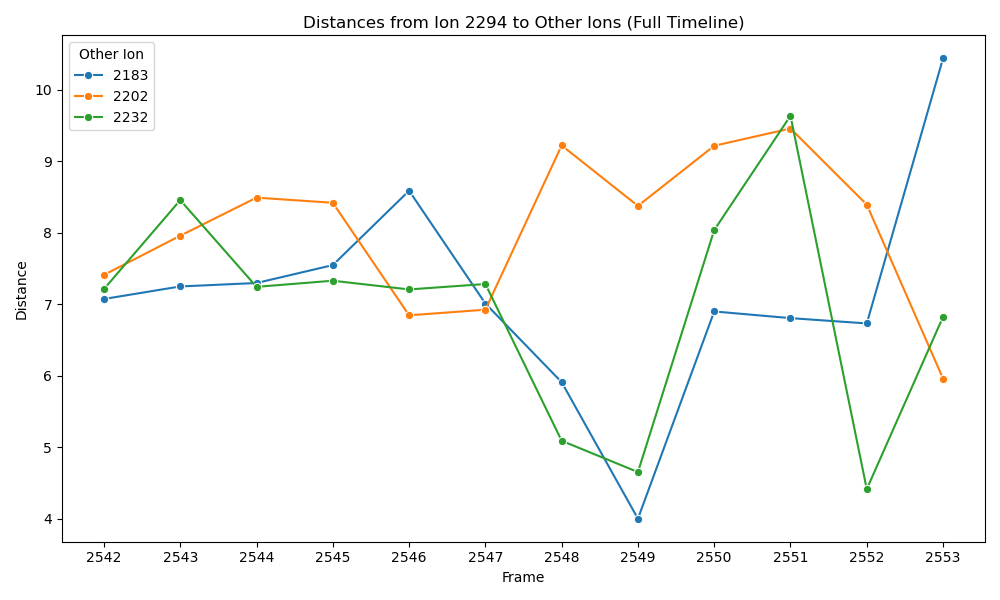 Distances from Ion 2294 to Other Ions (Full Timeline)
Other Ion
2183
2202
2232
Distance
10
9
8
7
6
5
4
2542 2543 2544 2545 2546 2547 2548 2549 2550 2551 2552 2553
Frame